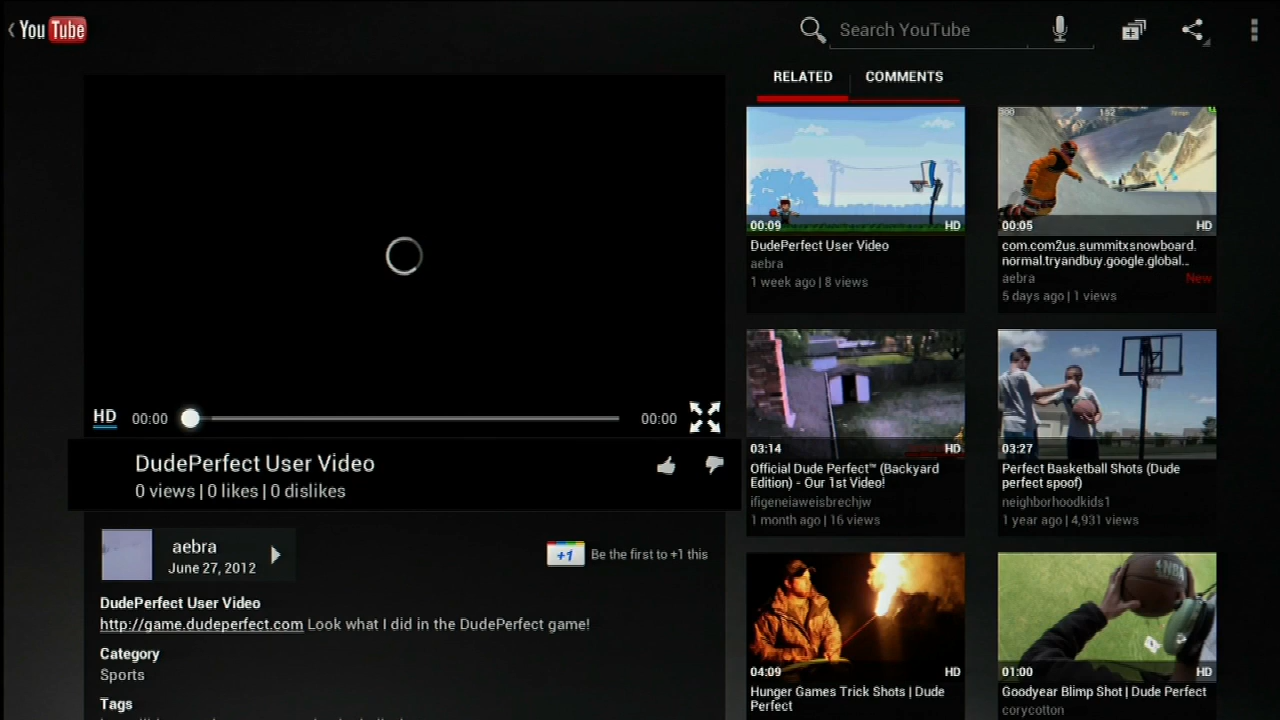 YouTube
Search YouTube
RELATED
COMMENTS
HD
00:00
00:00
DudePerfect User Video
0 views | 0 likes | 0 dislikes
aebra
June 27, 2012
+1
Be the first to +1 this
DudePerfect User Video
http://game.dudeperfect.com Look what I did in the DudePerfect game!
Category
Sports
Tags
00:09
HD
DudePerfect User Video
aebra
1 week ago | 8 views
152
00:05
HD
com.com2us.summitxsnowboard.
normal.tryandbuy.google.global...
aebra
New
5 days ago | 1 views
03:14
HD
Official Dude Perfect™ (Backyard
Edition) - Our 1st Video!
ifigeneiaweisbrechjw
1 month ago | 16 views
03:27
Perfect Basketball Shots (Dude
perfect spoof)
neighborhoodkids1
1 year ago | 4,931 views
04:09
HD
Hunger Games Trick Shots | Dude
Perfect
NBA
01:00
HD
Goodyear Blimp Shot | Dude Perfect
corycotton